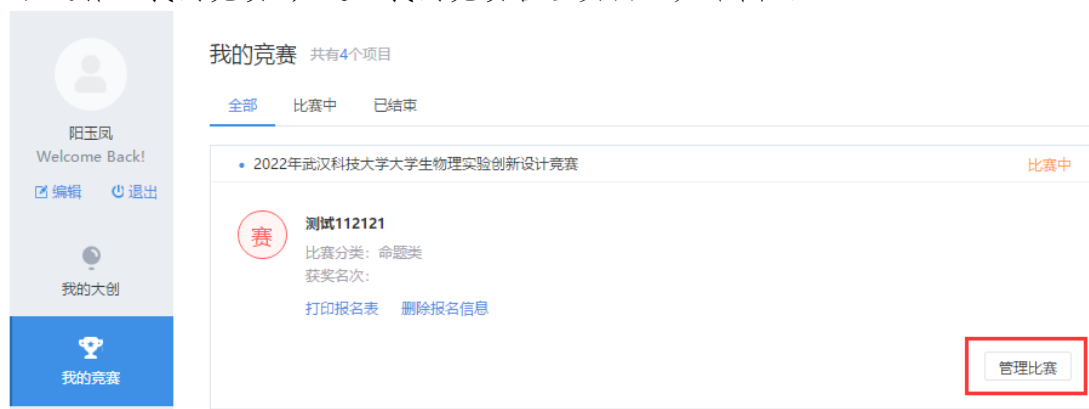 我的竞赛 共有4个项目
全部 比赛中 已结束
阳玉凤
Welcome Back!
编辑 退出
我的大创
我的竞赛
2022年武汉科技大学大学生物理实验创新设计竞赛 比赛中
赛
测试112121
比赛分类：命题类
获奖名次：
打印报名表 删除报名信息
管理比赛